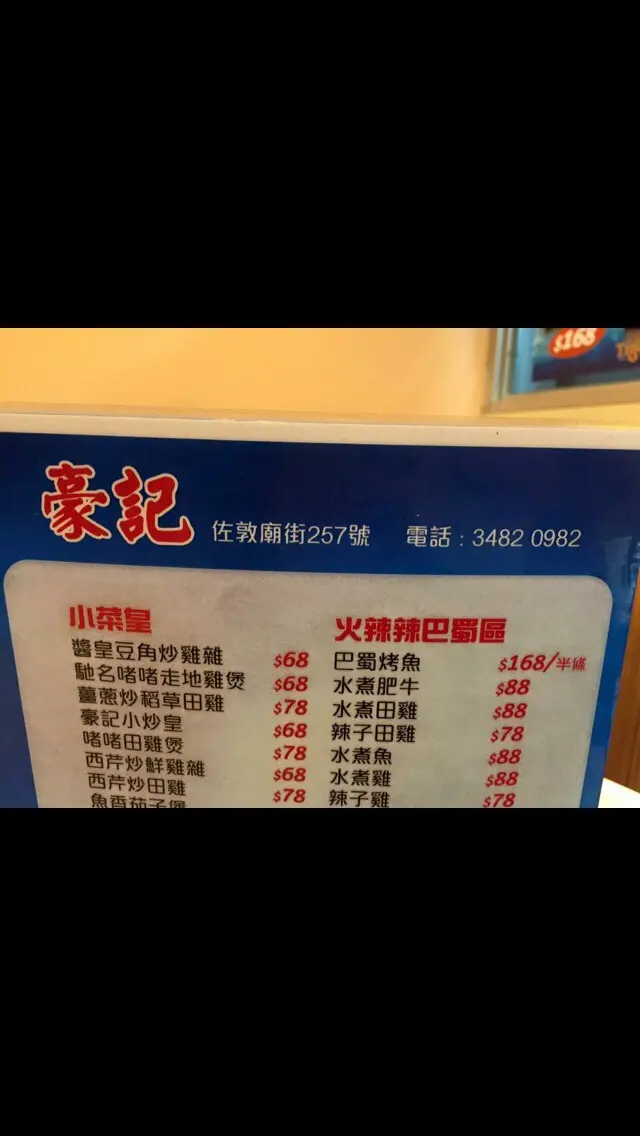 $168
豪記 佐敦廟街257號 電話：3482 0982
小菜皇
醬皇豆角炒雞雜 $68
馳名啫啫走地雞煲 $68
薑蔥炒稻草田雞 $78
豪記小炒皇 $68
啫啫田雞煲 $78
西芹炒鮮雞雜 $68
西芹炒田雞 $78
魚香茄子煲
火辣辣巴蜀區
巴蜀烤魚 $168/半條
水煮肥牛 $88
水煮田雞 $88
辣子田雞 $78
水煮魚 $88
水煮雞 $88
辣子雞 $78